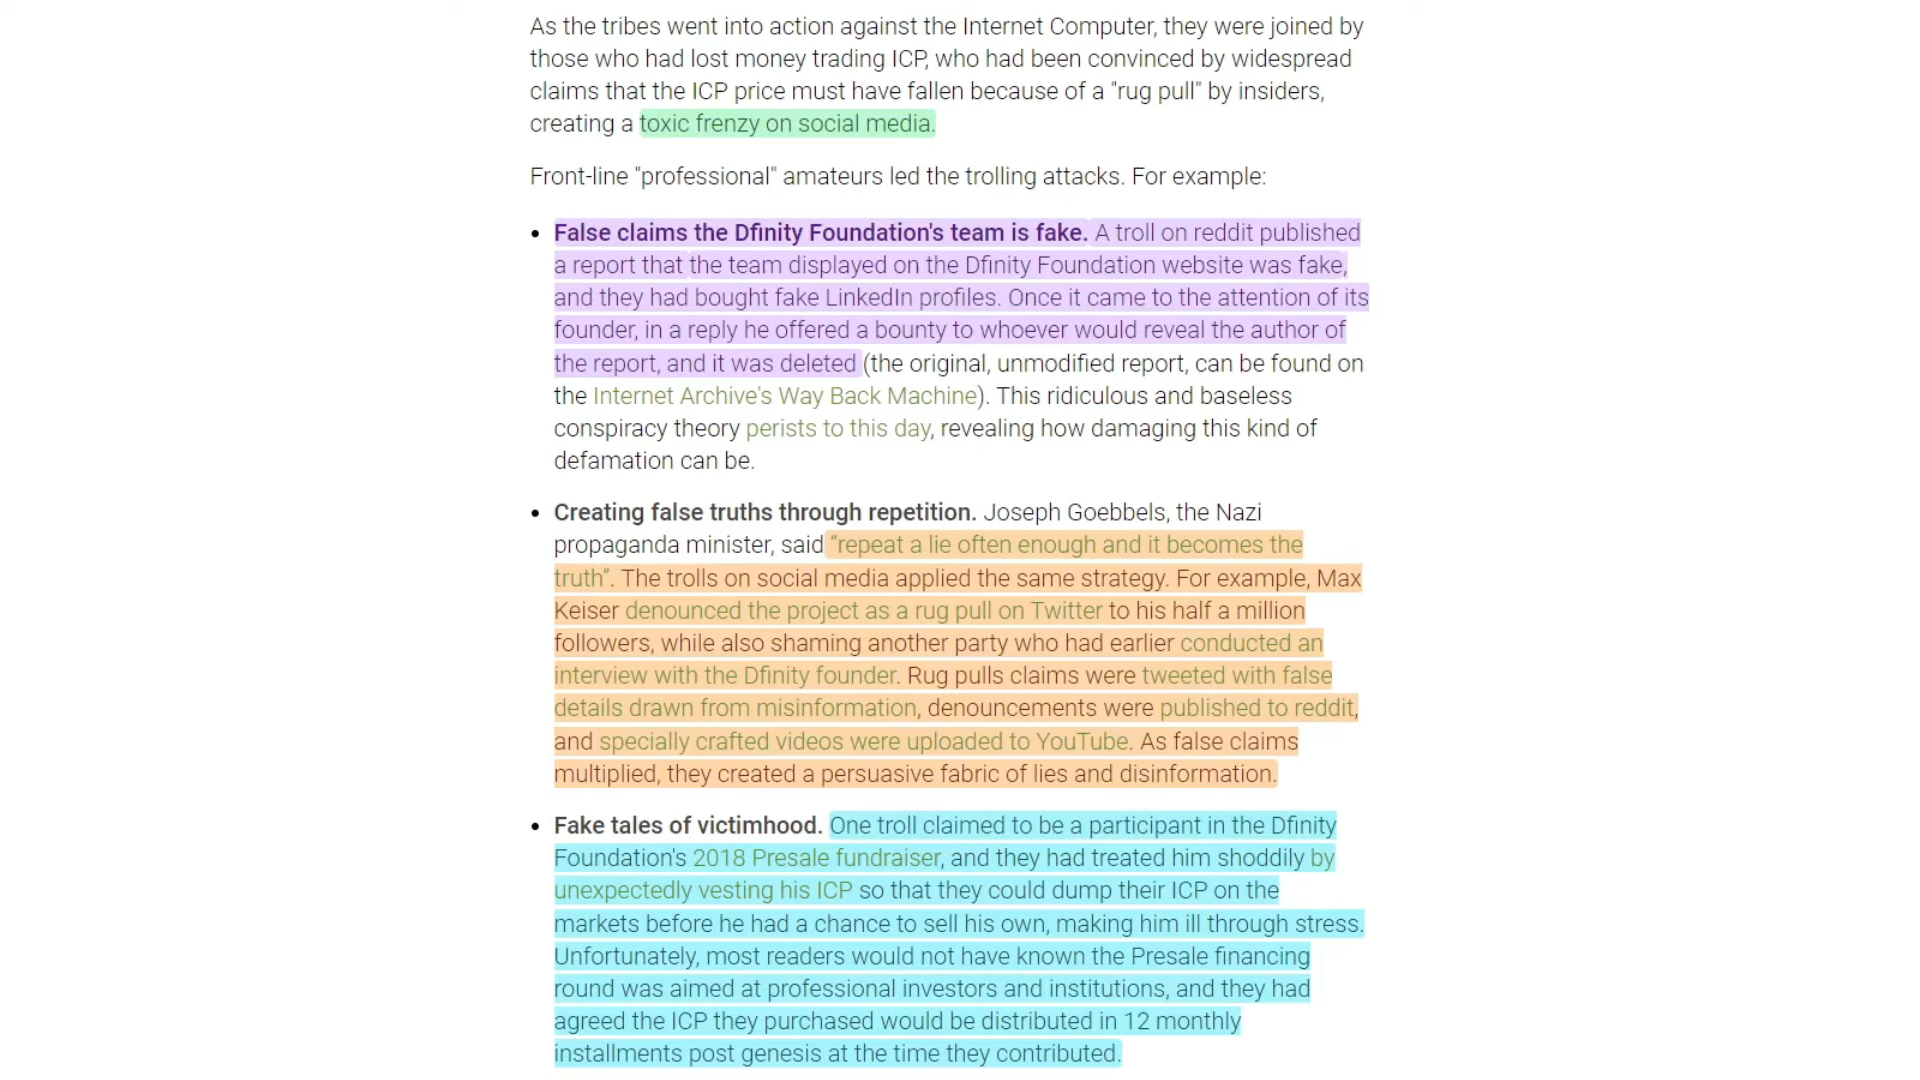 As the tribes went into action against the Internet Computer, they were joined by
those who had lost money trading ICP, who had been convinced by widespread
claims that the ICP price must have fallen because of a "rug pull" by insiders,
creating a toxic frenzy on social media.
Front-line "professional" amateurs led the trolling attacks. For example:
• False claims the Dfinity Foundation's team is fake. A troll on reddit published
a report that the team displayed on the Dfinity Foundation website was fake,
and they had bought fake LinkedIn profiles. Once it came to the attention of its
founder, in a reply he offered a bounty to whoever would reveal the author of
the report, and it was deleted (the original, unmodified report, can be found on
the Internet Archive's Way Back Machine). This ridiculous and baseless
conspiracy theory perists to this day, revealing how damaging this kind of
defamation can be.
• Creating false truths through repetition. Joseph Goebbels, the Nazi
propaganda minister, said “repeat a lie often enough and it becomes the
truth”. The trolls on social media applied the same strategy. For example, Max
Keiser denounced the project as a rug pull on Twitter to his half a million
followers, while also shaming another party who had earlier conducted an
interview with the Dfinity founder. Rug pulls claims were tweeted with false
details drawn from misinformation, denouncements were published to reddit,
and specially crafted videos were uploaded to YouTube. As false claims
multiplied, they created a persuasive fabric of lies and disinformation.
• Fake tales of victimhood. One troll claimed to be a participant in the Dfinity
Foundation's 2018 Presale fundraiser, and they had treated him shoddily by
unexpectedly vesting his ICP so that they could dump their ICP on the
markets before he had a chance to sell his own, making him ill through stress.
Unfortunately, most readers would not have known the Presale financing
round was aimed at professional investors and institutions, and they had
agreed the ICP they purchased would be distributed in 12 monthly
installments post genesis at the time they contributed.